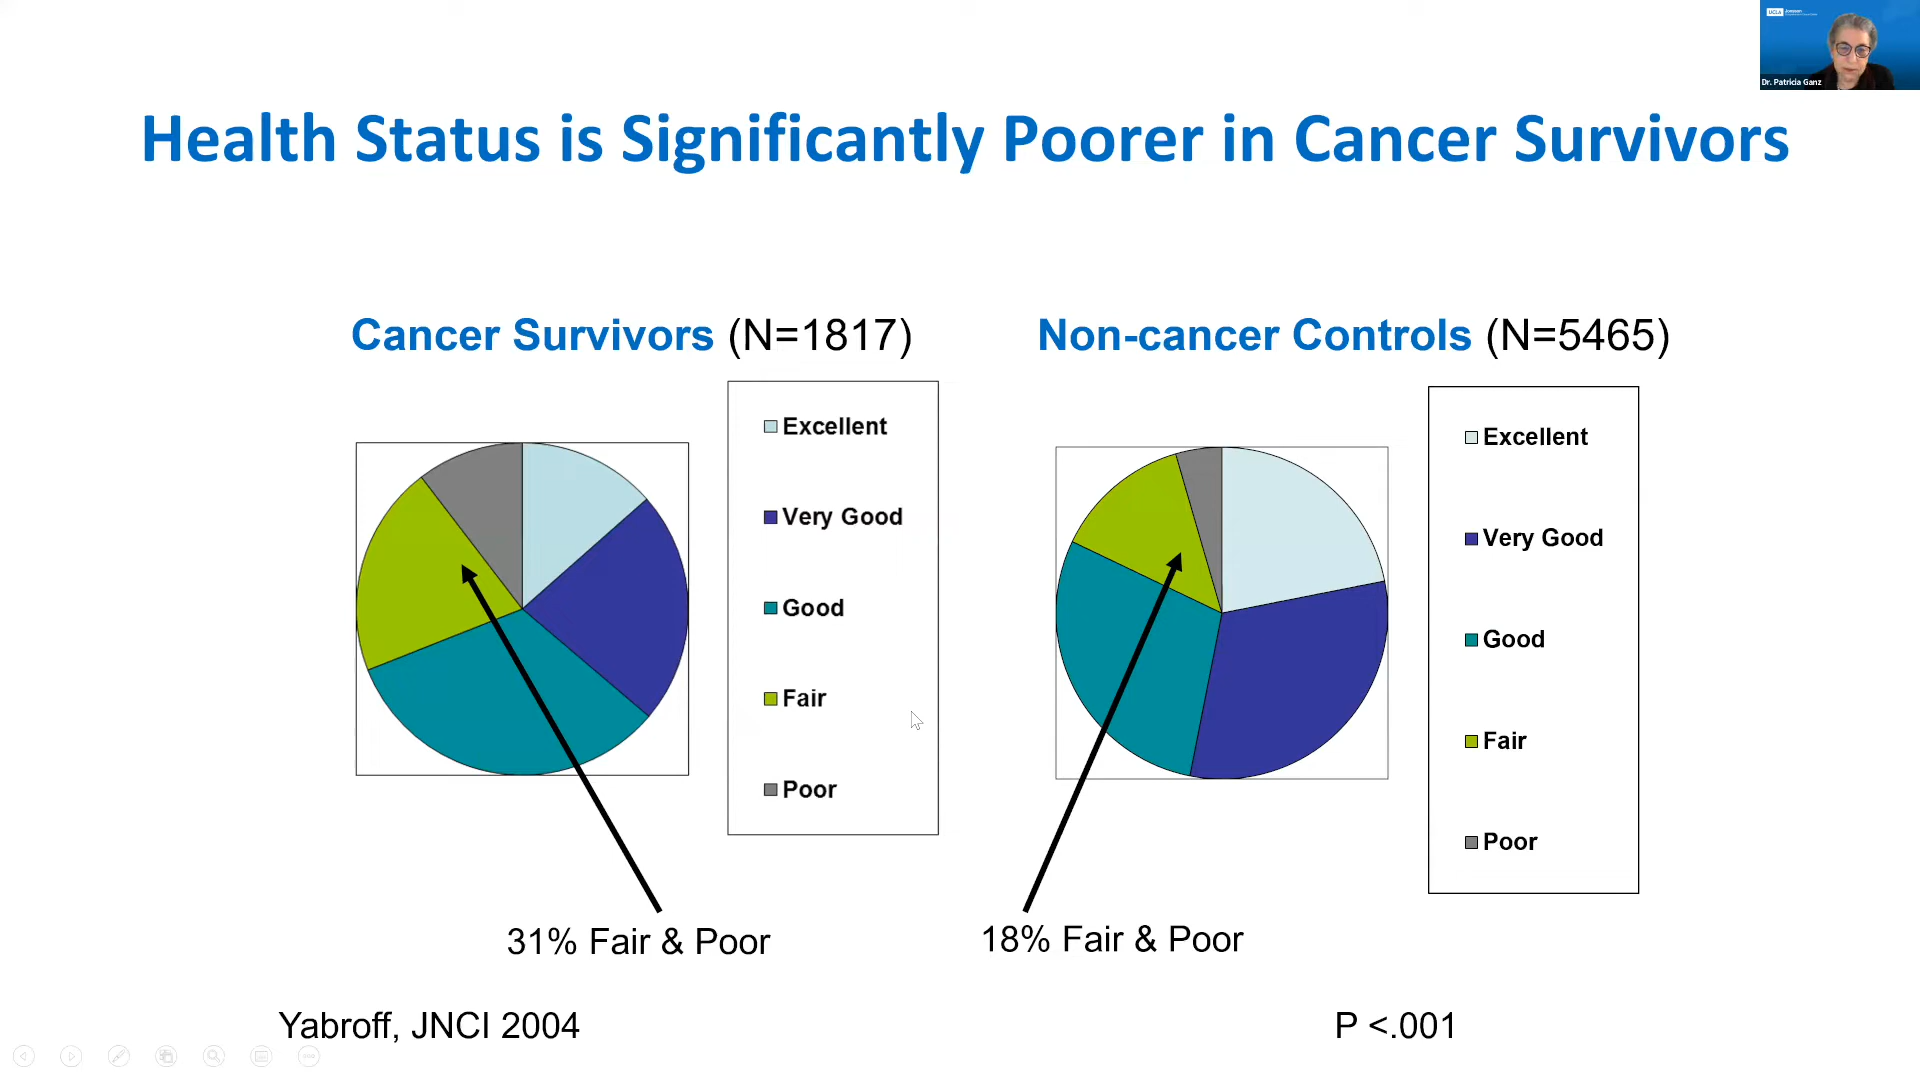 UCLA Jonsson
Dr. Patricia Ganz
Health Status is Significantly Poorer in Cancer Survivors
Cancer Survivors (N=1817)
Excellent
Very Good
Good
Fair
Poor
31% Fair & Poor
Non-cancer Controls (N=5465)
Excellent
Very Good
Good
Fair
Poor
18% Fair & Poor
Yabroff, JNCI 2004
P <.001